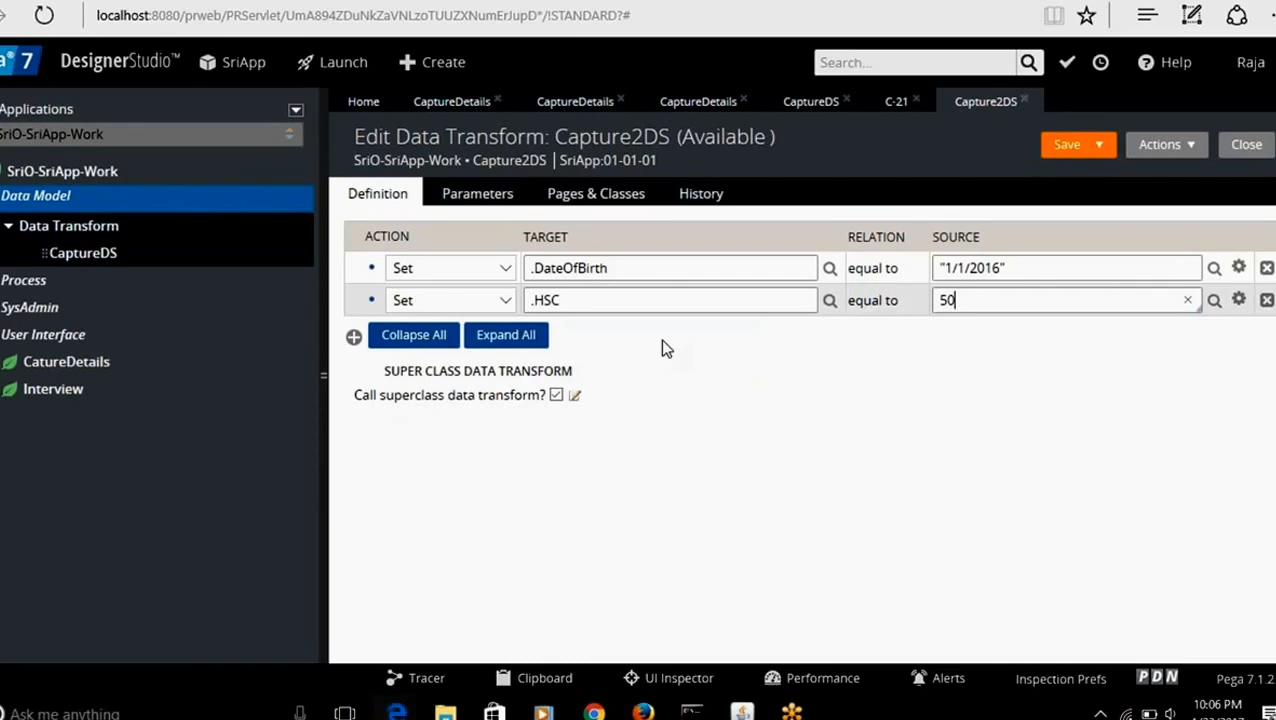 localhost:8080/prweb/PRServlet/UmA894ZDuNkZaVNLzoTUUZXNumErJupD*/!STANDARD?#
a® 7 DesignerStudio™ SriApp Launch Create Search... Help Raja
Applications
SriO-SriApp-Work
SriO-SriApp-Work
Data Model
Data Transform
CaptureDS
Process
SysAdmin
User Interface
CatureDetails
Interview
Home CaptureDetails CaptureDetails CaptureDetails CaptureDS C-21 Capture2DS
Edit Data Transform: Capture2DS (Available )
SriO-SriApp-Work • Capture2DS | SriApp:01-01-01
Save Actions Close
Definition Parameters Pages & Classes History
ACTION TARGET RELATION SOURCE
Set .DateOfBirth equal to "1/1/2016"
Set .HSC equal to 50
Collapse All Expand All
SUPER CLASS DATA TRANSFORM
Call superclass data transform?
Tracer Clipboard UI Inspector Performance Alerts Inspection Prefs PDN Pega 7.1.2
Ask me anything
10:06 PM